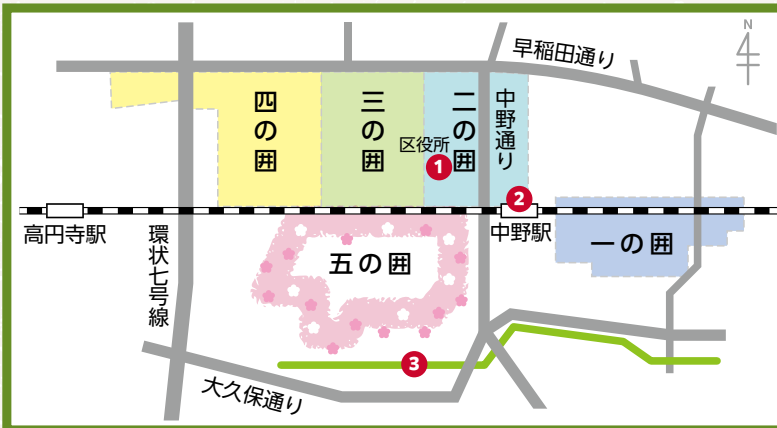 早稲田通り
N
四の囲
三の囲
二の囲
中野通り
区役所
1
2
高円寺駅
中野駅
環状七号線
一の囲
五の囲
3
大久保通り